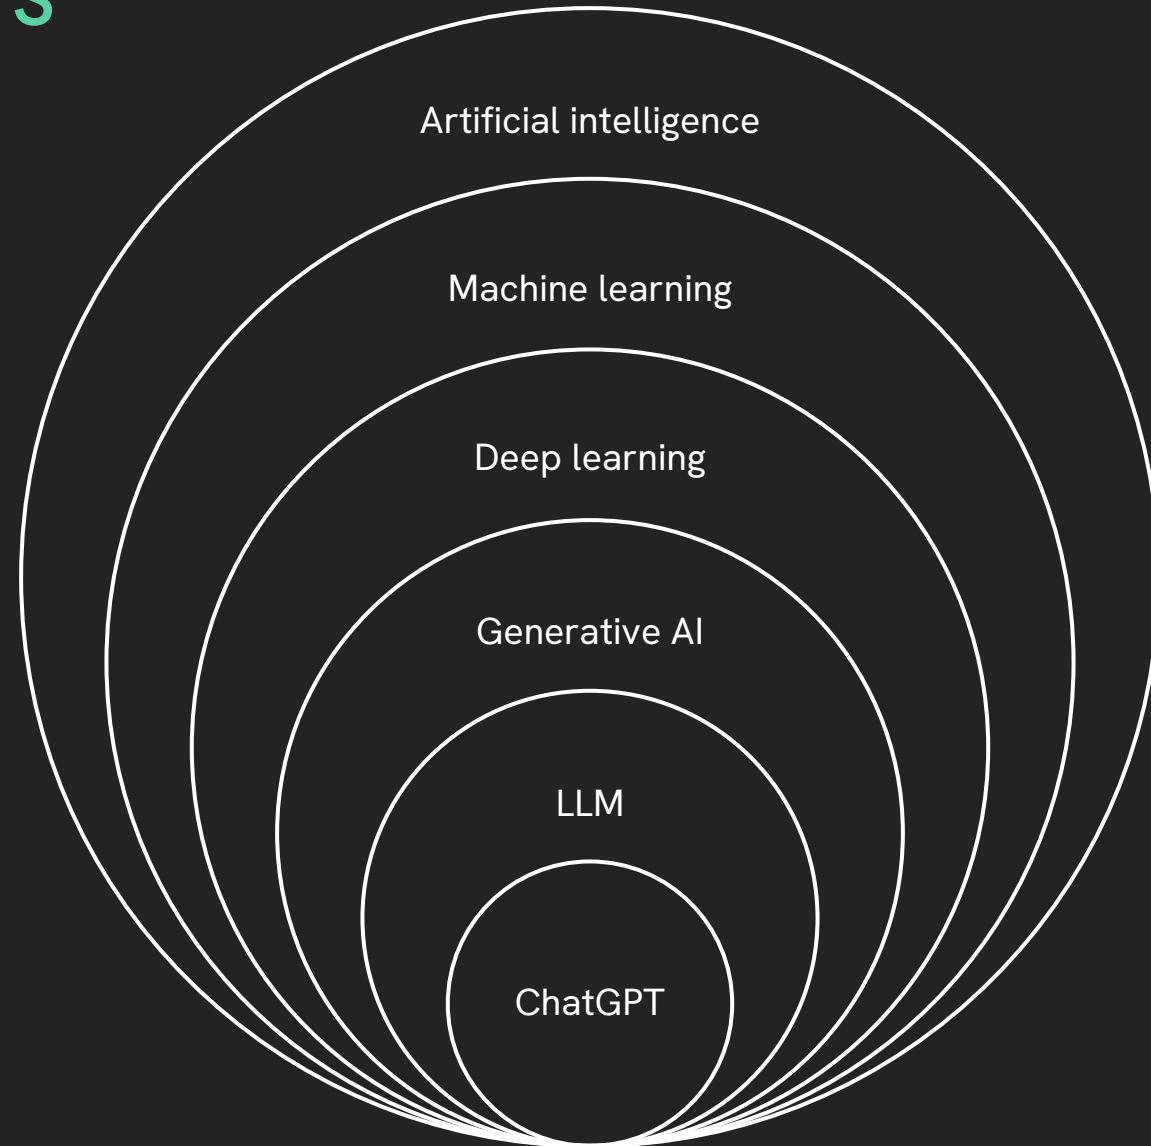 s
Artificial intelligence
Machine learning
Deep learning
Generative AI
LLM
ChatGPT